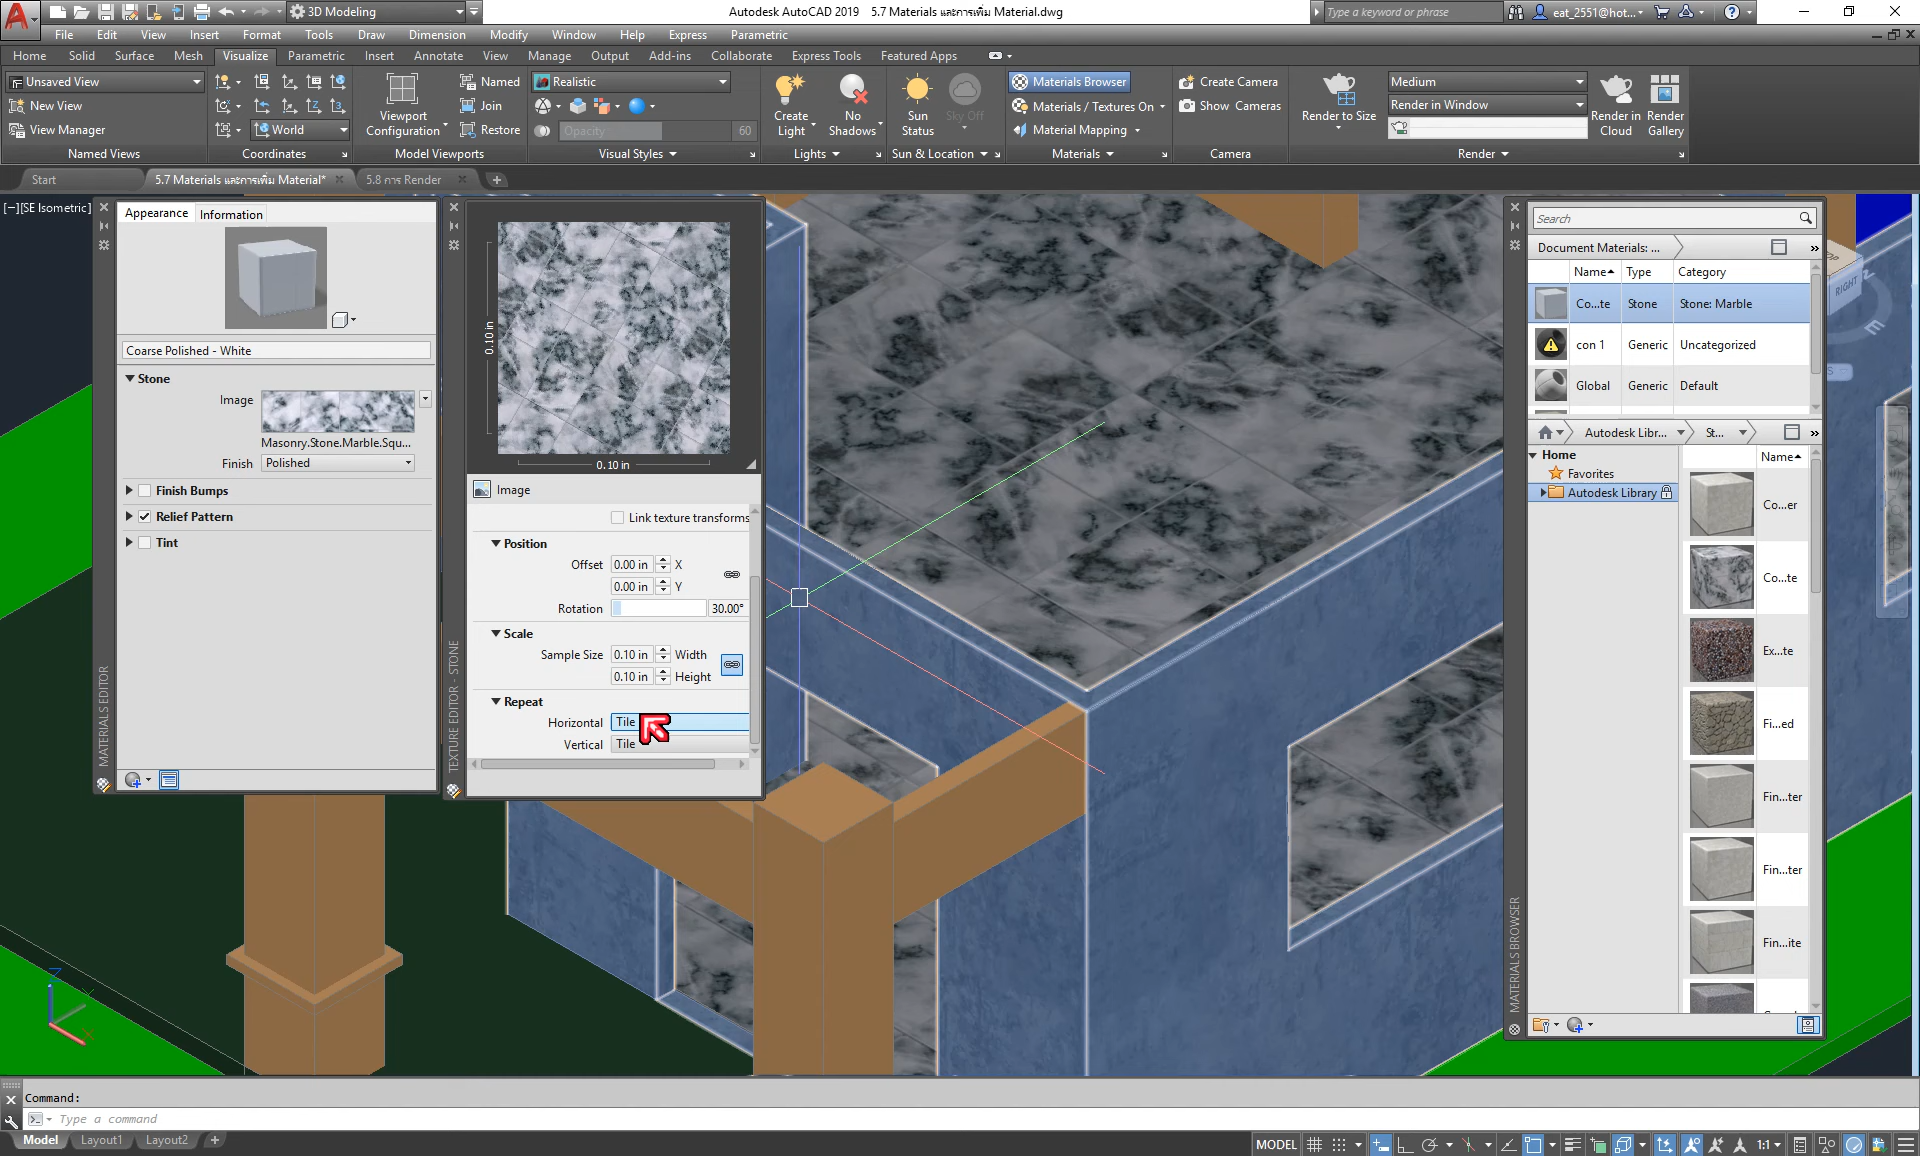 3D Modeling
Autodesk AutoCAD 2019 5.7 Materials และการเพิ่ม Material.dwg
Type a keyword or phrase
eat_2551@hot...
File Edit View Insert Format Tools Draw Dimension Modify Window Help Express Parametric
Home Solid Surface Mesh Visualize Parametric Insert Annotate View Manage Output Add-ins Collaborate Express Tools Featured Apps
Unsaved View
New View
View Manager
Named Views
World
Coordinates
Viewport
Configuration
Named
Join
Restore
Model Viewports
Realistic
Opacity 60
Visual Styles
Create
Light
No
Shadows
Lights
Sun
Status
Sky Off
Sun & Location
Materials Browser
Materials / Textures On
Material Mapping
Materials
Create Camera
Show Cameras
Camera
Render to Size
Medium
Render in Window
Render in
Cloud
Render
Gallery
Render
Start
5.7 Materials และการเพิ่ม Material*
5.8 การ Render
[−][SE Isometric]
Appearance Information
Coarse Polished - White
Stone
Image
Masonry.Stone.Marble.Squ...
Finish Polished
Finish Bumps
Relief Pattern
Tint
MATERIALS EDITOR
0.10 in
0.10 in
Image
Link texture transforms
Position
Offset 0.00 in X
0.00 in Y
Rotation 30.00°
Scale
Sample Size 0.10 in Width
0.10 in Height
Repeat
Horizontal Tile
Vertical Tile
TEXTURE EDITOR - STONE
Search
Document Materials: ...
Name Type Category
Co...te Stone Stone: Marble
con 1 Generic Uncategorized
Global Generic Default
Autodesk Libr... St...
Home
Favorites
Autodesk Library
Name
Co...er
Co...te
Ex...te
Fi...ed
Fin...ter
Fin...ter
Fin...ite
MATERIALS BROWSER
RIGHT
E
Z
X
Command:
Type a command
Model Layout1 Layout2
MODEL
1:1